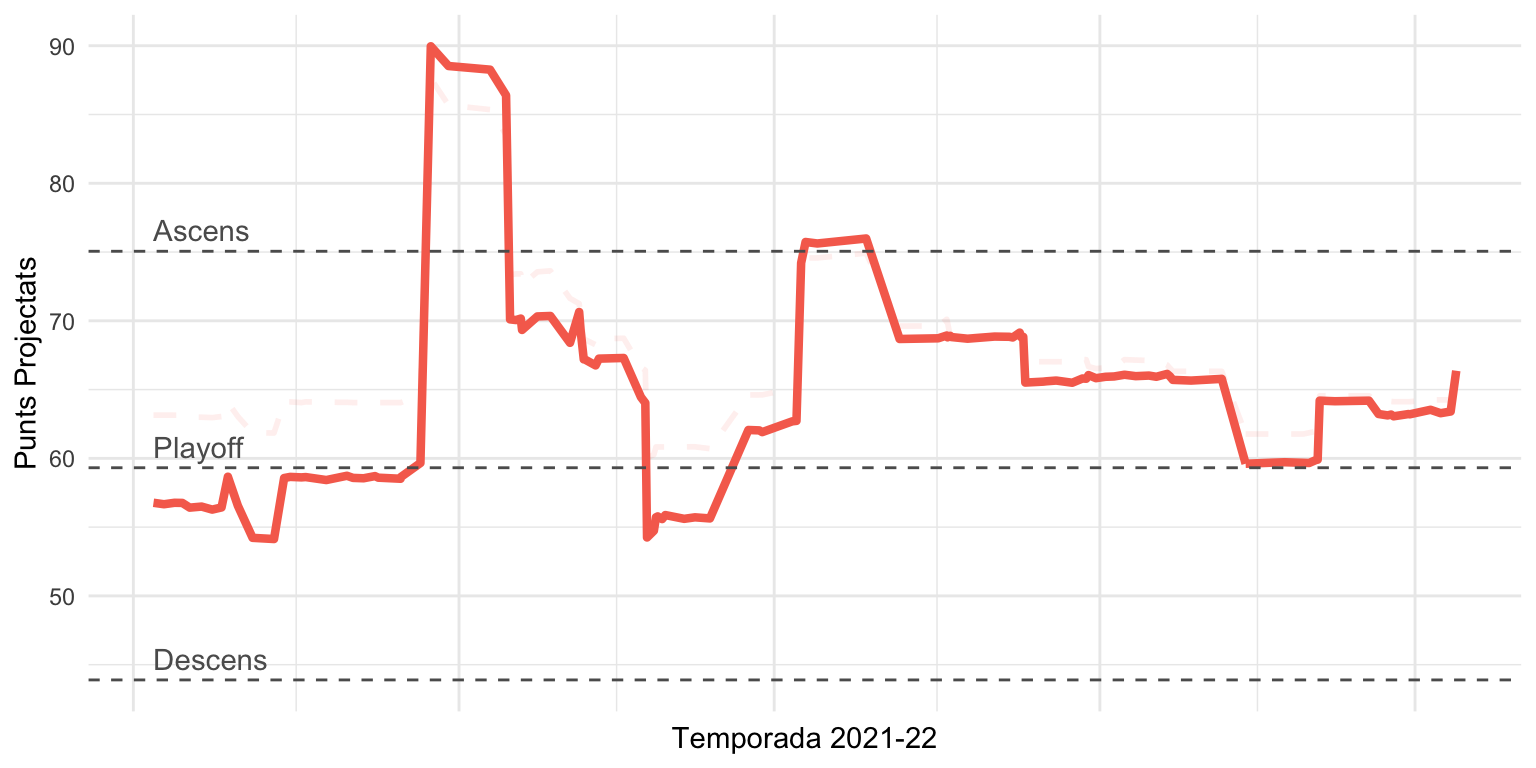 90
80
70
60
50
Ascens
Playoff
Descens
Punts Projectats
Temporada 2021-22